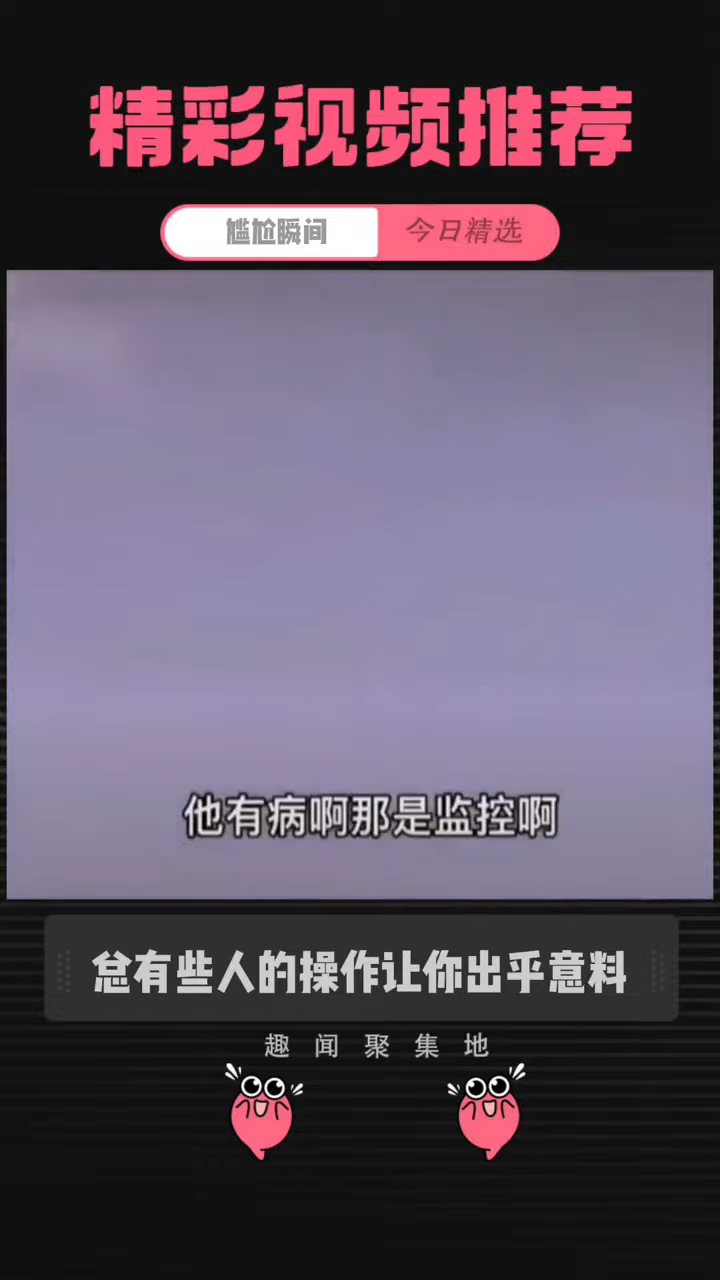 精彩视频推荐
尴尬瞬间 今日精选
他有病啊那是监控啊
总有些人的操作让你出乎意料
趣闻聚集地